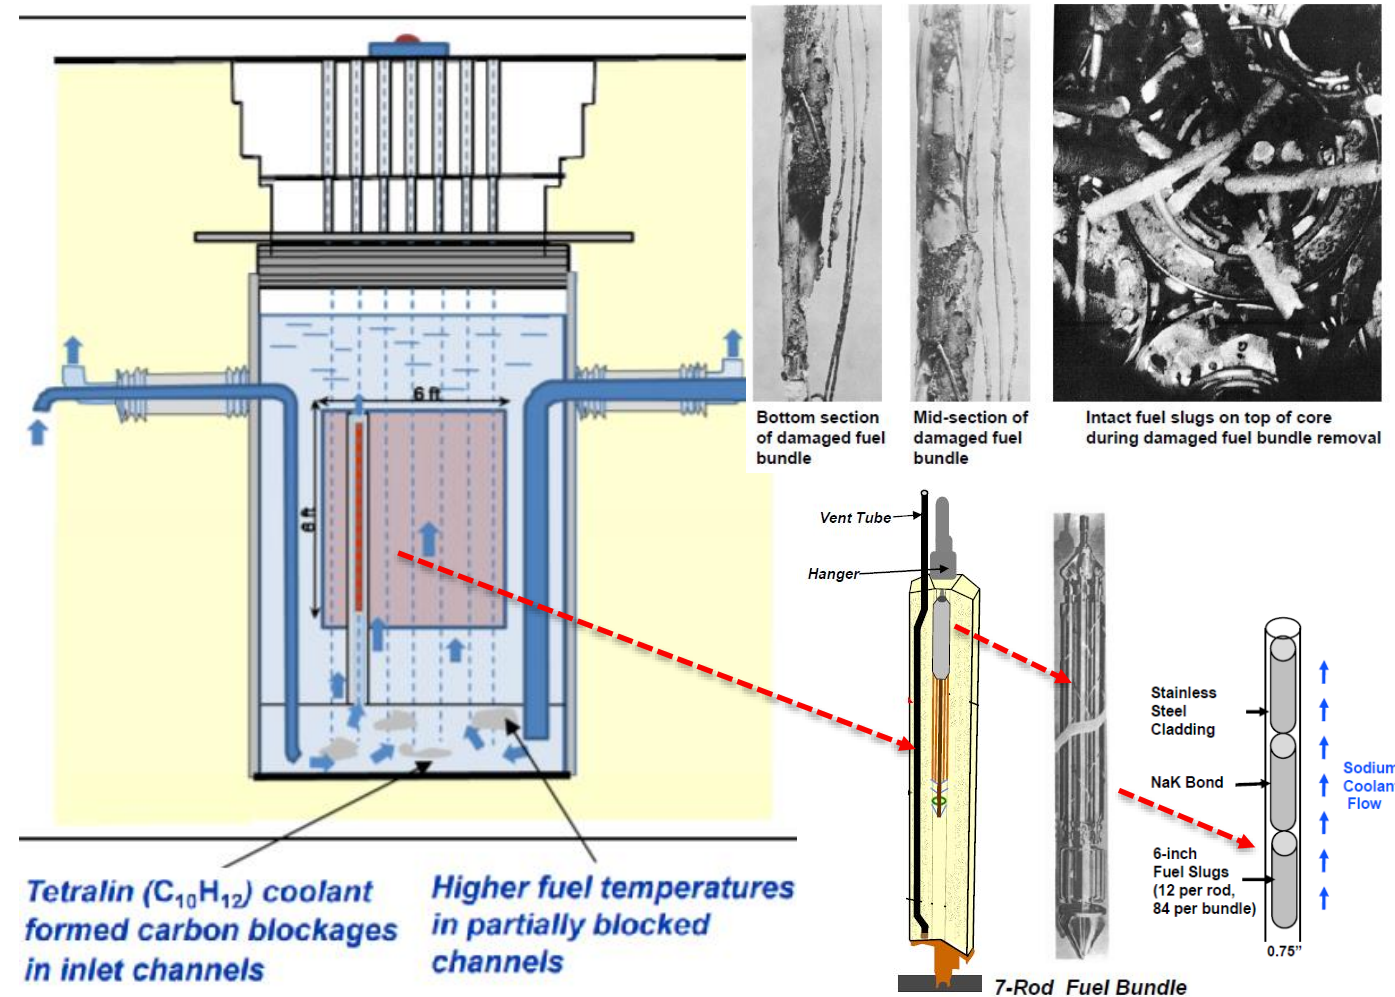 Bottom section
of damaged fuel
bundle
Mid-section of
damaged fuel
bundle
Intact fuel slugs on top of core
during damaged fuel bundle removal
6 ft
6 ft
Vent Tube
Hanger
Stainless
Steel
Cladding
NaK Bond
6-inch
Fuel Slugs
(12 per rod,
84 per bundle)
Sodium
Coolant
Flow
0.75”
7-Rod Fuel Bundle
Tetralin (C₁₀H₁₂) coolant
formed carbon blockages
in inlet channels
Higher fuel temperatures
in partially blocked
channels